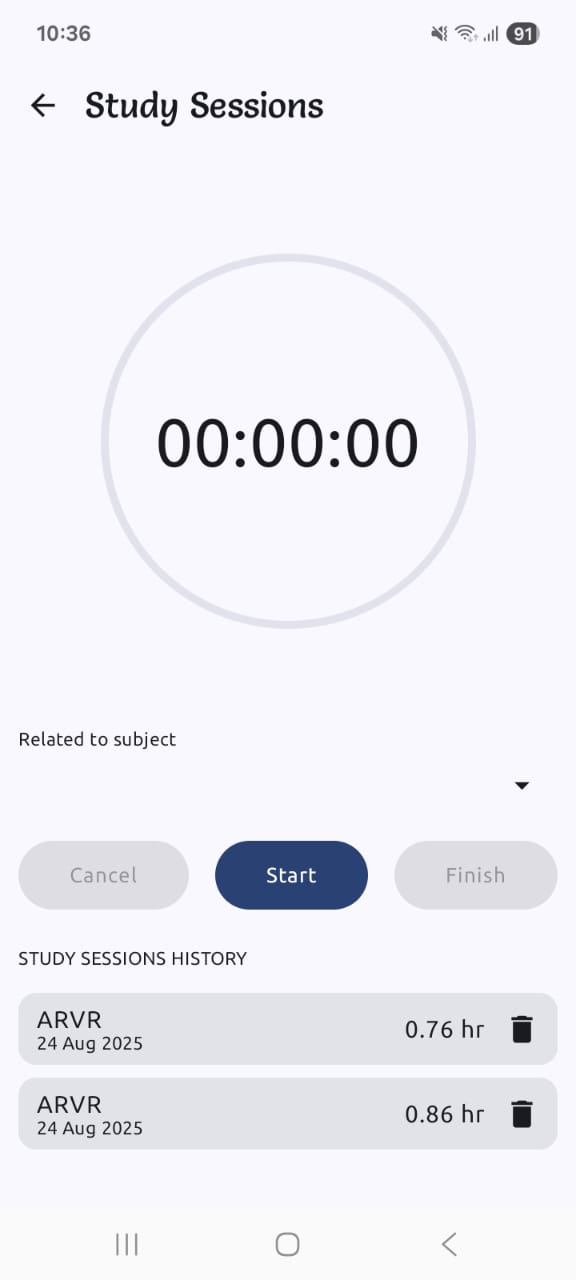 10:36
91
Study Sessions
00:00:00
Related to subject
Cancel
Start
Finish
STUDY SESSIONS HISTORY
ARVR
24 Aug 2025
0.76 hr
ARVR
24 Aug 2025
0.86 hr